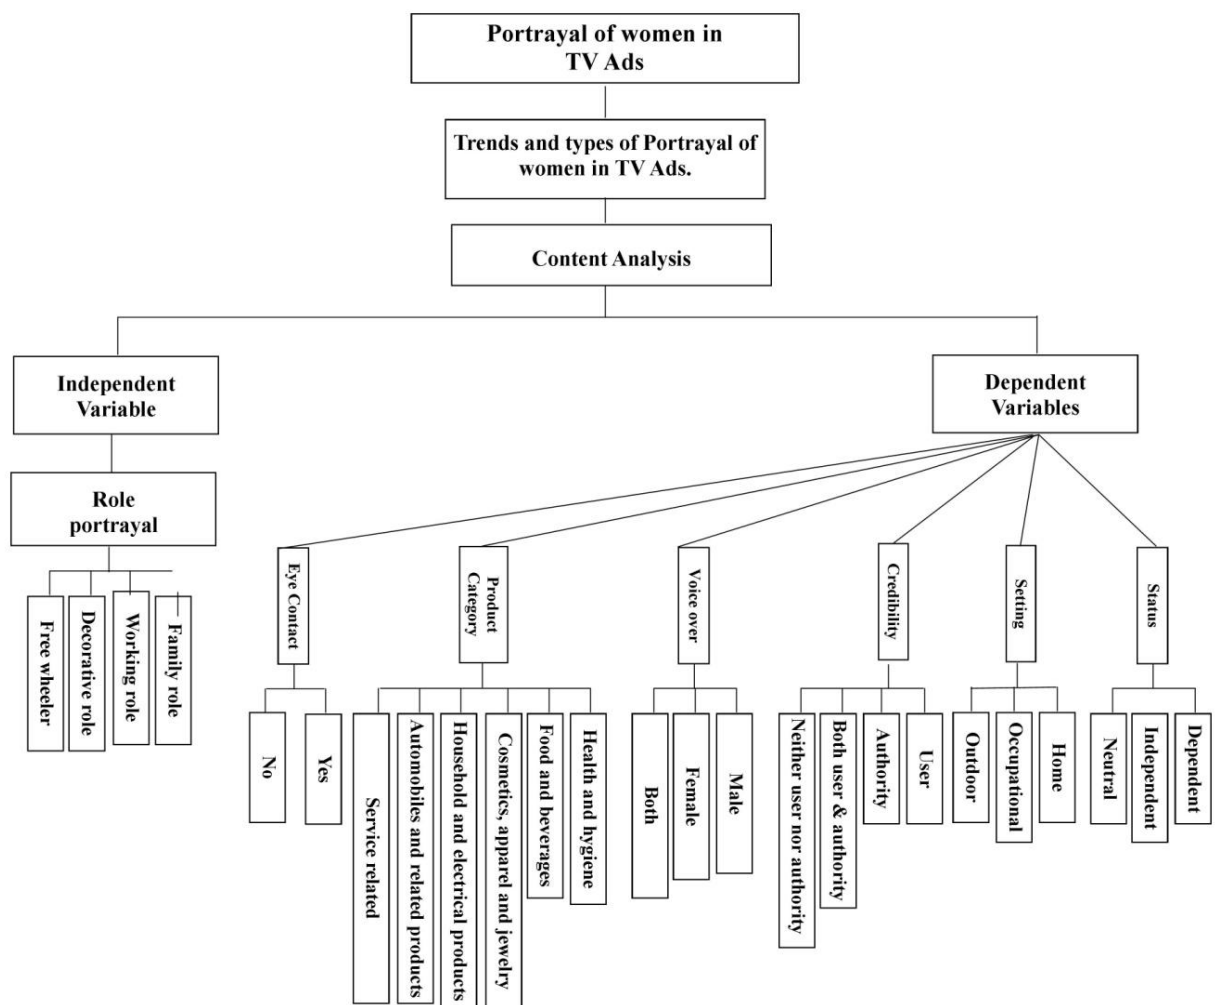 Portrayal of women in
TV Ads
Trends and types of Portrayal of
women in TV Ads.
Content Analysis
Independent
Variable
Dependent
Variables
Role
portrayal
Free wheeler
Decorative role
Working role
Family role
Eye Contact
Product
Category
Voice over
Credibility
Setting
Status
No
Yes
Service related
Automobiles and related products
Household and electrical products
Cosmetics, apparel and jewelry
Food and beverages
Health and hygiene
Both
Female
Male
Neither user nor authority
Both user & authority
Authority
User
Outdoor
Occupational
Home
Neutral
Independent
Dependent